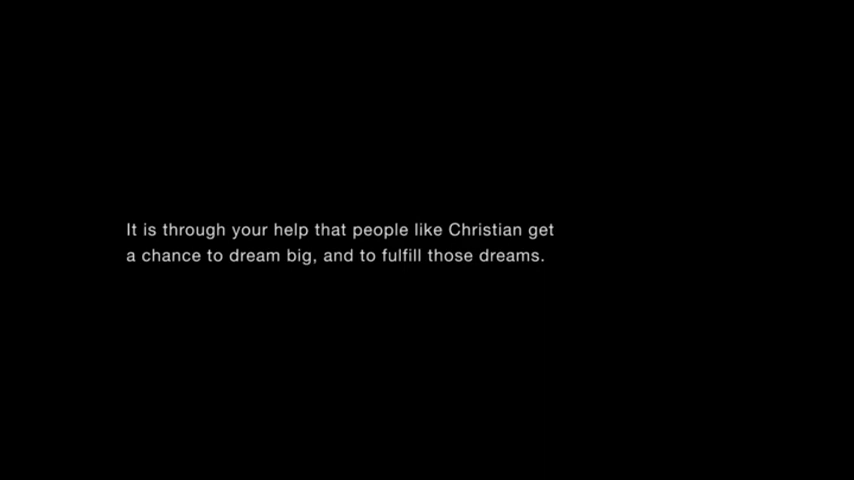 It is through your help that people like Christian get
a chance to dream big, and to fulfill those dreams.